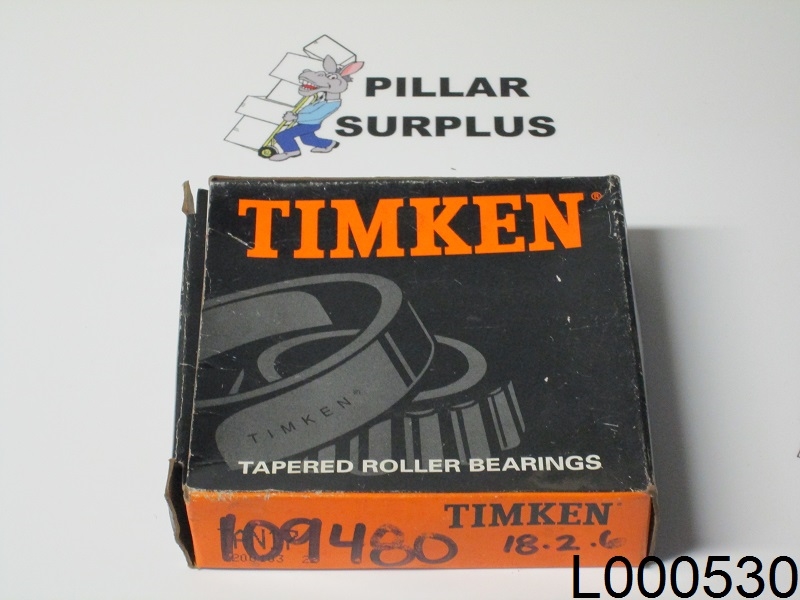 PILLAR
SURPLUS
TIMKEN®
TIMKEN®
TAPERED ROLLER BEARINGS
TIMKEN
109480
18.2.6
L000530